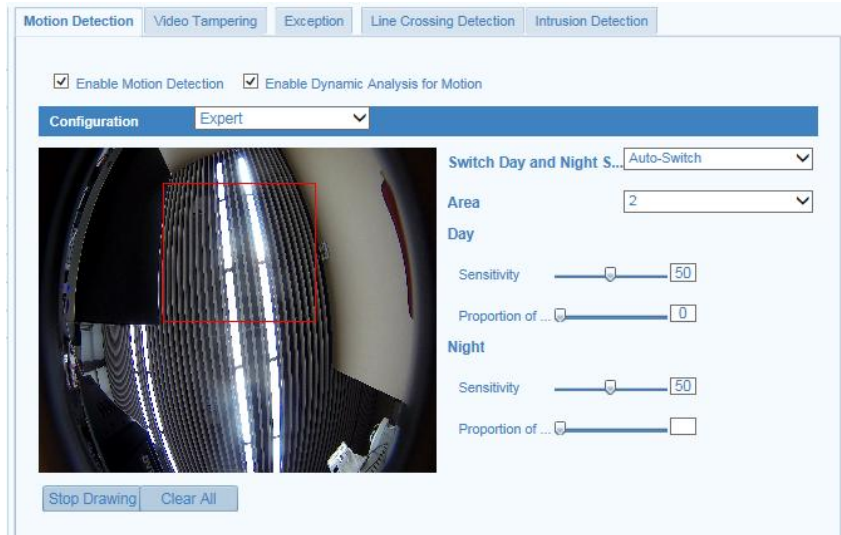 Motion Detection Video Tampering Exception Line Crossing Detection Intrusion Detection
Enable Motion Detection Enable Dynamic Analysis for Motion
Configuration Expert
Switch Day and Night S... Auto-Switch
Area 2
Day
Sensitivity 50
Proportion of ... 0
Night
Sensitivity 50
Proportion of ...
Stop Drawing Clear All